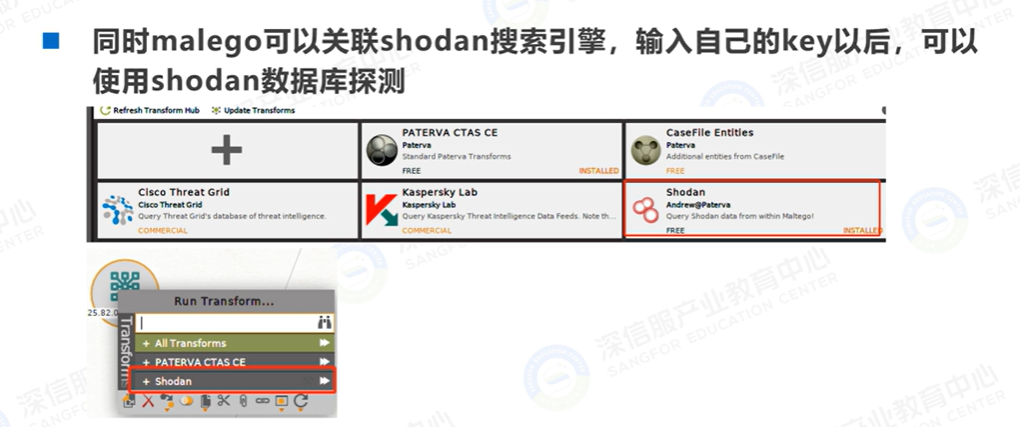 同时malego可以关联shodan搜索引擎，输入自己的key以后，可以
使用shodan数据库探测
Refresh Transform Hub Update Transforms
PATERVA CTAS CE
Paterva
Standard Paterva Transforms
FREE INSTALLED
CaseFile Entities
Paterva
Additional entities from CaseFile
FREE
Cisco Threat Grid
Cisco Threat Grid
Query Threat Grid's database of threat intelligence.
COMMERCIAL
Kaspersky Lab
Kaspersky Lab
Query Kaspersky Threat Intelligence Data Feeds. Note th...
COMMERCIAL
Shodan
Andrew@Paterva
Query Shodan data from within Maltego!
FREE INSTALLED
25.82.
Run Transform...
Transforms
+ All Transforms
+ PATERVA CTAS CE
+ Shodan
深信服产业教育中心
SANGFOR EDUCATION CENTER